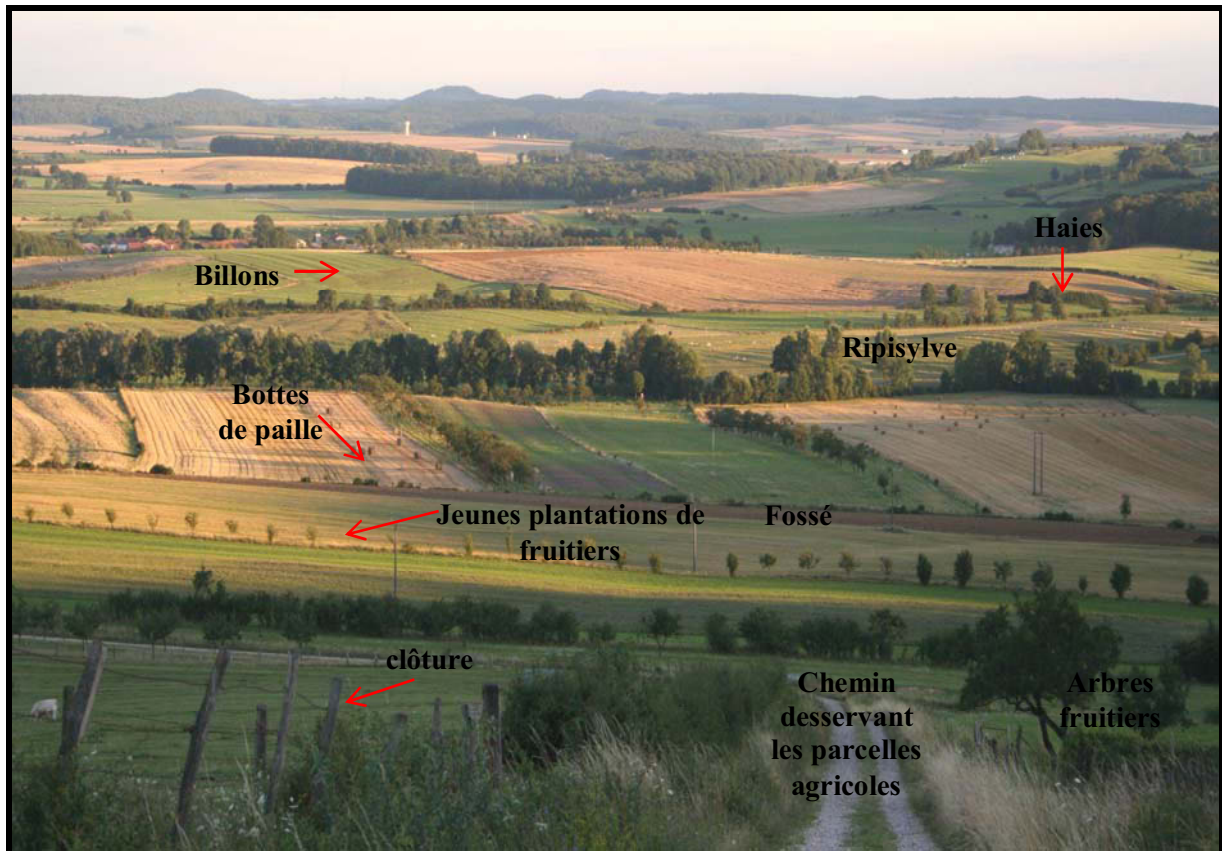 Haies
Billons
Ripisylve
Bottes
de paille
Jeunes plantations de
fruitiers
Fossé
clôture
Chemin
desservant
les parcelles
agricoles
Arbres
fruitiers